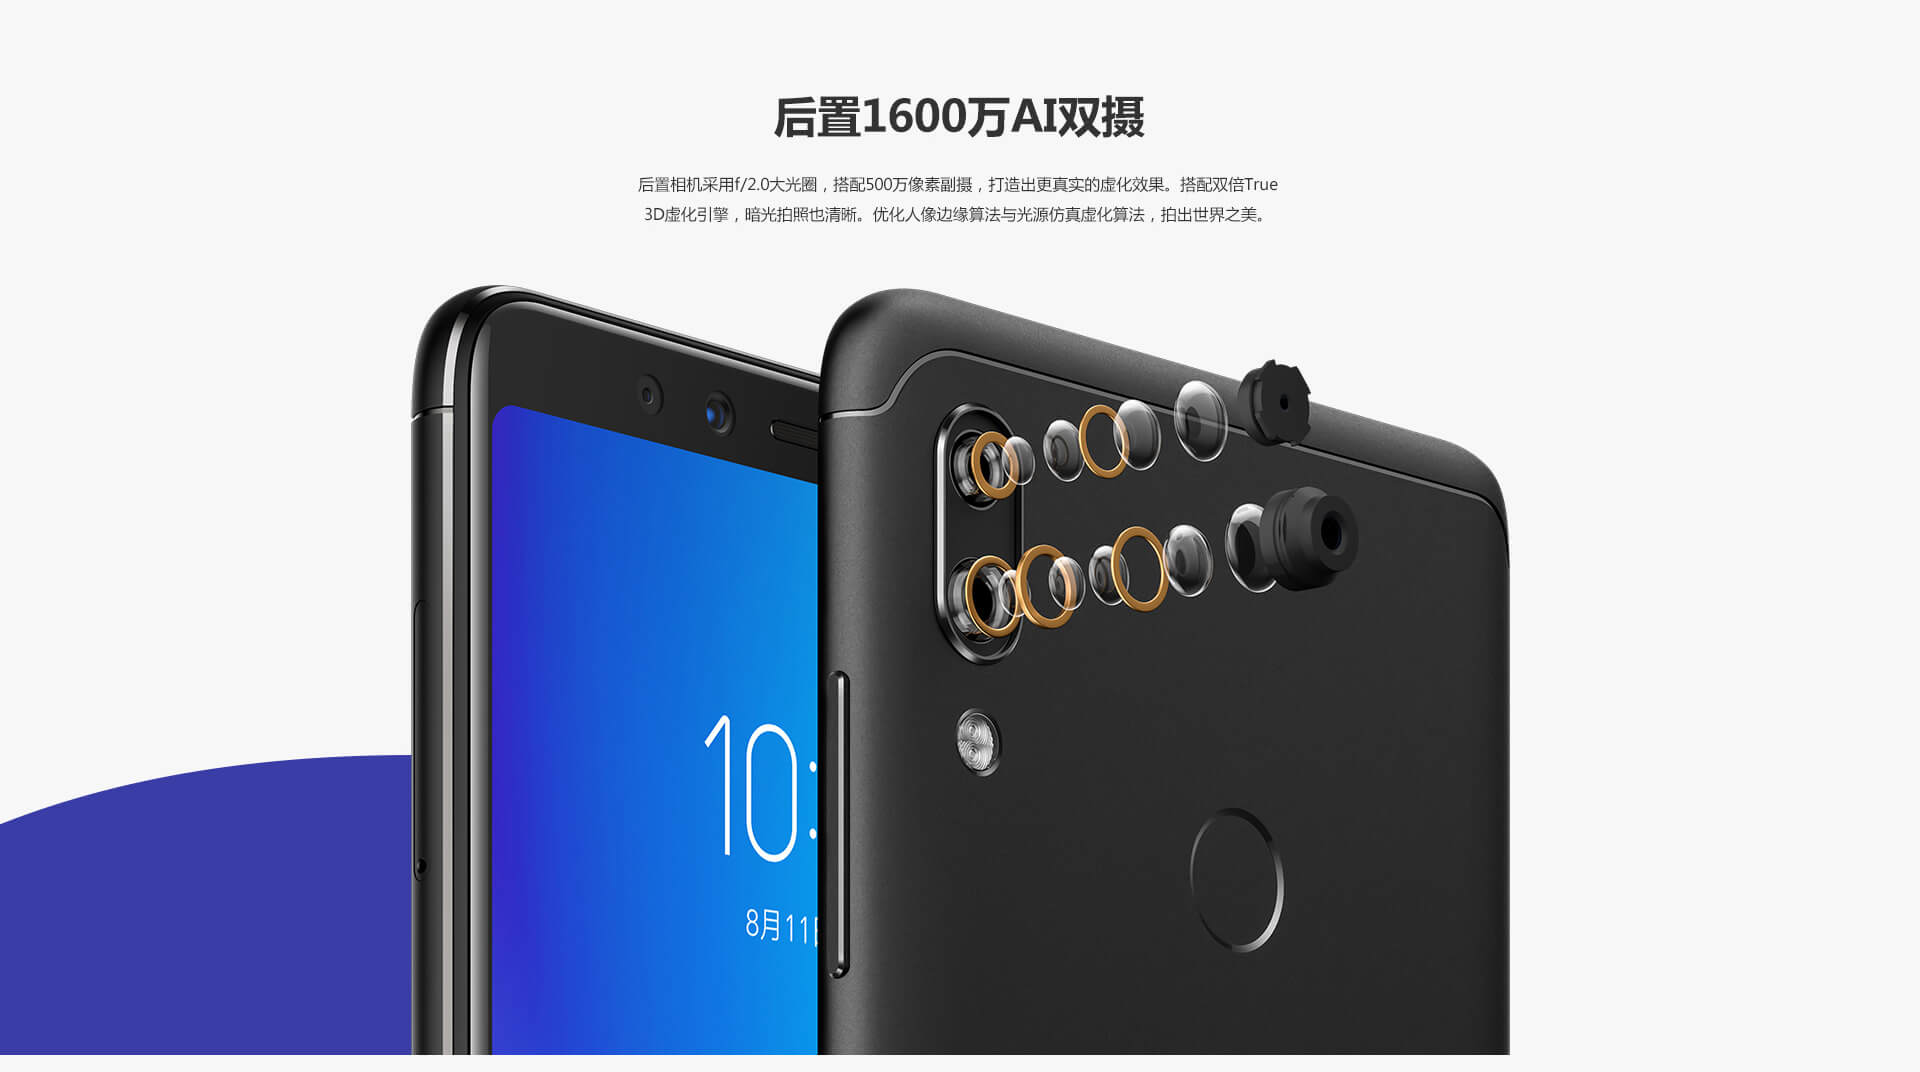 后置1600万AI双摄
后置相机采用f/2.0大光圈，搭配500万像素副摄，打造出更真实的虚化效果。搭配双倍True
3D虚化引擎，暗光拍照也清晰。优化人像边缘算法与光源仿真虚化算法，拍出世界之美。
10:
8月11